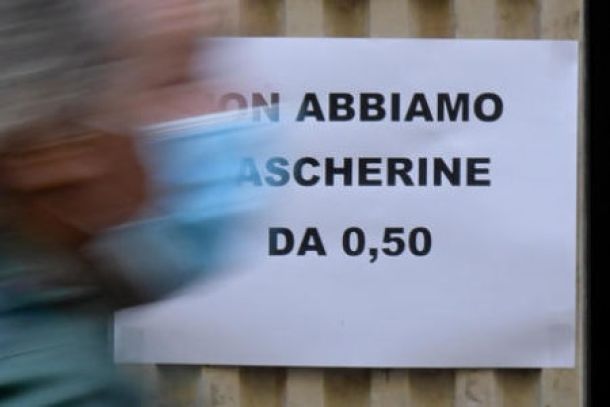 ON ABBIAMO
ASCHERINE
DA 0,50